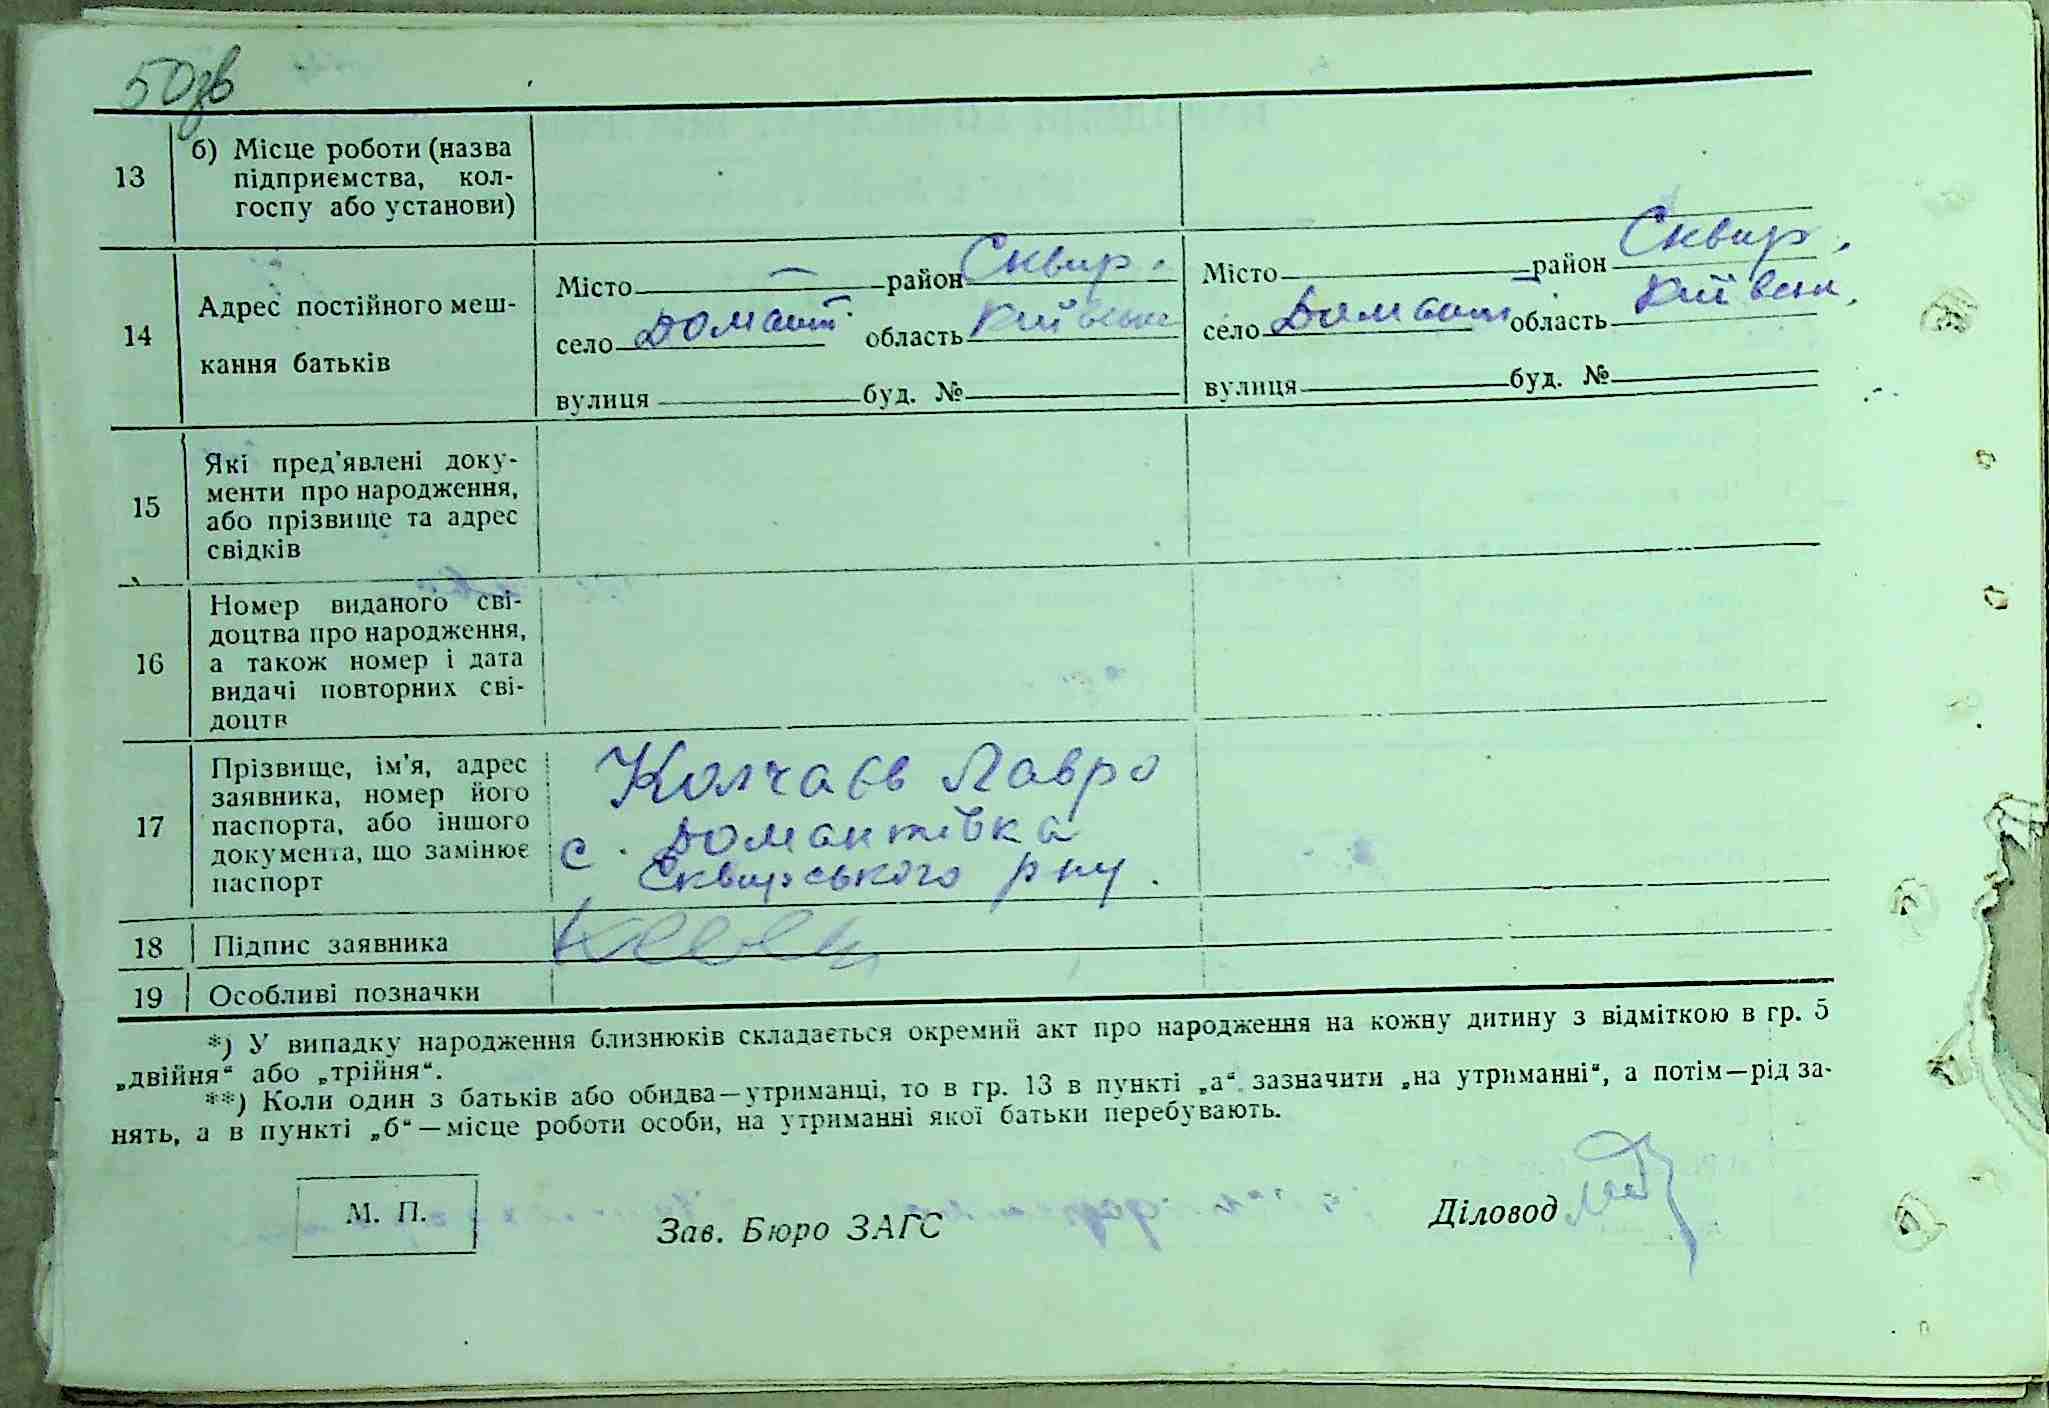 50зв
13 б) Місце роботи (назва
підприємства, кол-
госпу або установи)
14 Адрес постійного меш-
кання батьків
Місто — район Сквир.
село Домант. область Київськ
вулиця буд. №
Місто — район Сквир.
село Домант. область Київськ.
вулиця буд. №
15 Які пред'явлені доку-
менти про народження,
або прізвище та адрес
свідків
16 Номер виданого сві-
доцтва про народження,
а також номер і дата
видачі повторних сві-
доцтв
17 Прізвище, ім'я, адрес
заявника, номер його
паспорта, або іншого
документа, що замінює
паспорт
Колчаєв Лавро
с. Домантівка
Сквирського рну.
18 Підпис заявника
19 Особливі позначки
*) У випадку народження близнюків складається окремий акт про народження на кожну дитину з відміткою в гр. 5
„двійня“ або „трійня“.
**) Коли один з батьків або обидва—утриманці, то в гр. 13 в пункті „а“ зазначити „на утриманні“, а потім—рід за-
нять, а в пункті „б“—місце роботи особи, на утриманні якої батьки перебувають.
М. П.
Зав. Бюро ЗАГС
Діловод